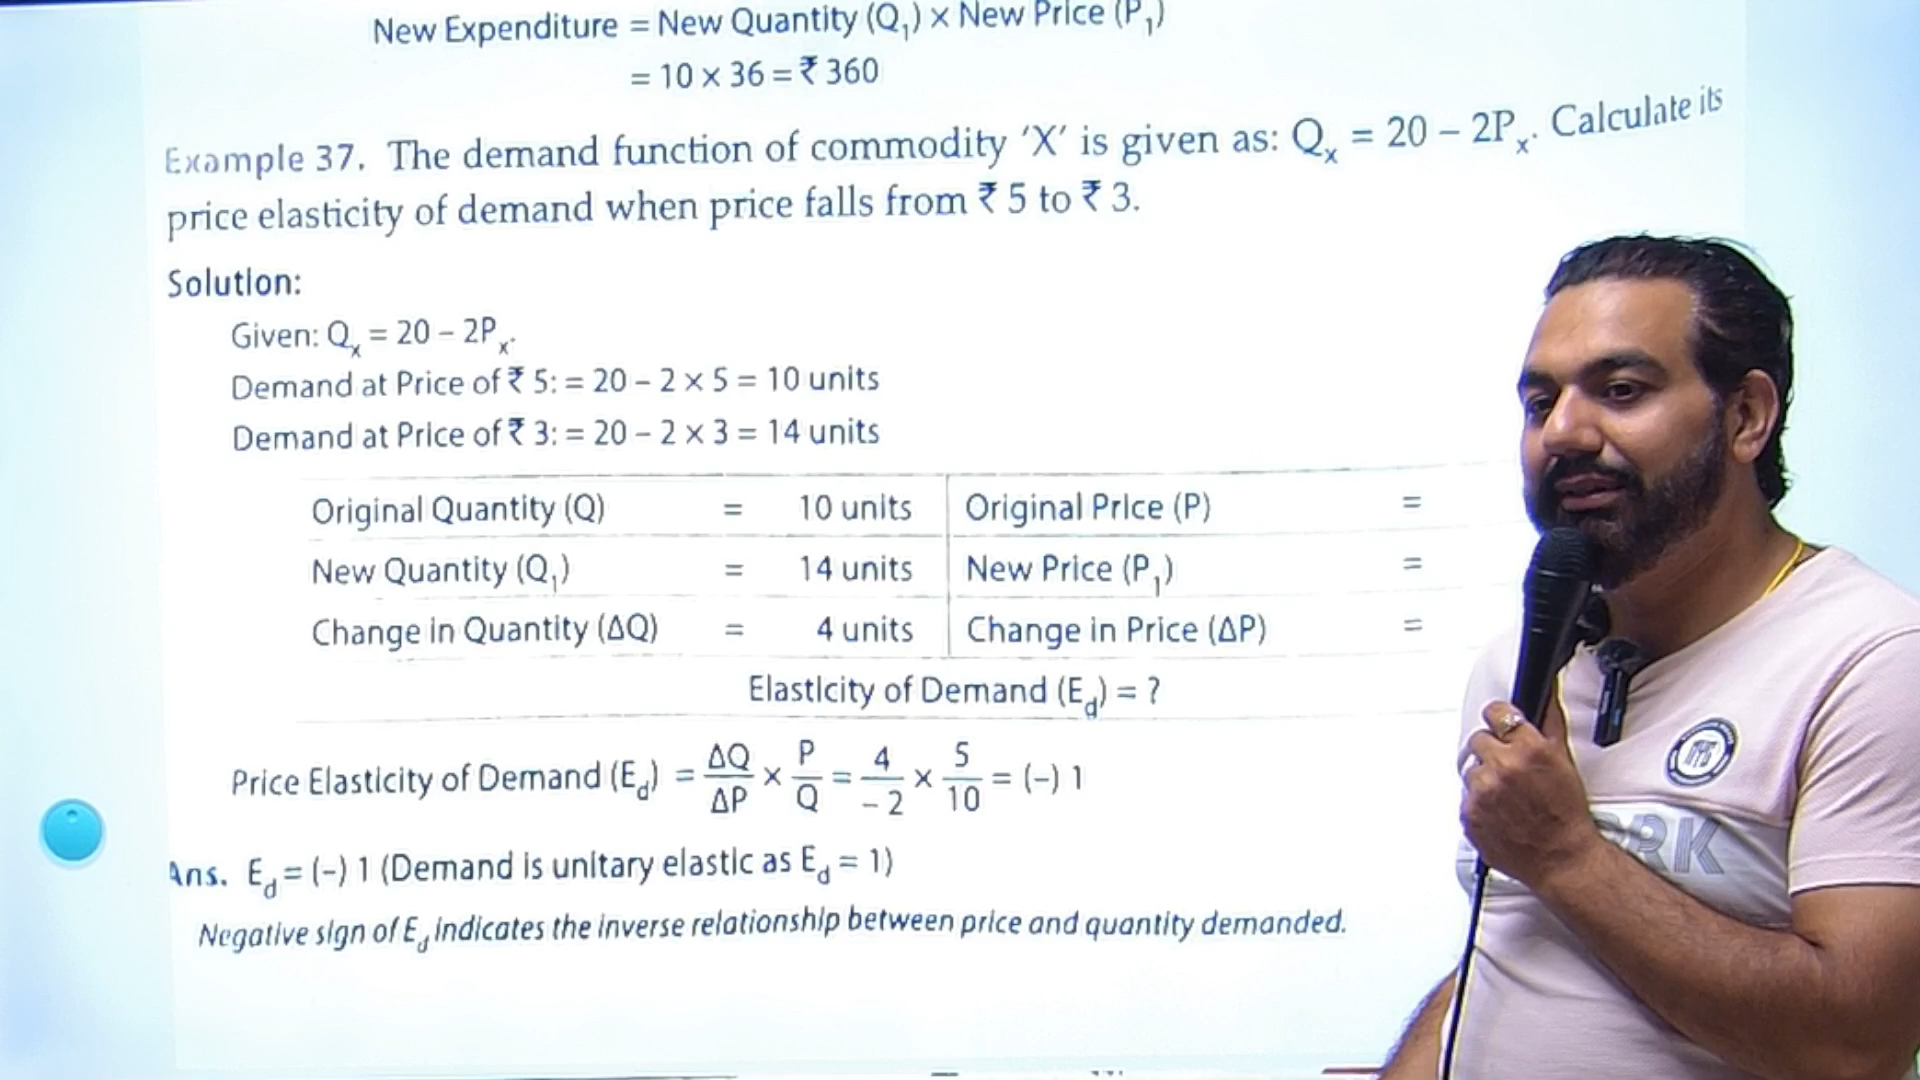 New Expenditure = New Quantity (Q₁) × New Price (P₁)
= 10 × 36 = ₹ 360
Example 37. The demand function of commodity ‘X’ is given as: Qₓ = 20 – 2Pₓ. Calculate its
price elasticity of demand when price falls from ₹ 5 to ₹ 3.
Solution:
Given: Qₓ = 20 – 2Pₓ.
Demand at Price of ₹ 5: = 20 – 2 × 5 = 10 units
Demand at Price of ₹ 3: = 20 – 2 × 3 = 14 units
Original Quantity (Q) = 10 units Original Price (P) =
New Quantity (Q₁) = 14 units New Price (P₁) =
Change in Quantity (ΔQ) = 4 units Change in Price (ΔP) =
Elasticity of Demand (E_d) = ?
Price Elasticity of Demand (E_d) = ΔQ/ΔP × P/Q = 4/–2 × 5/10 = (–) 1
Ans. E_d = (–) 1 (Demand is unitary elastic as E_d = 1)
Negative sign of E_d indicates the inverse relationship between price and quantity demanded.